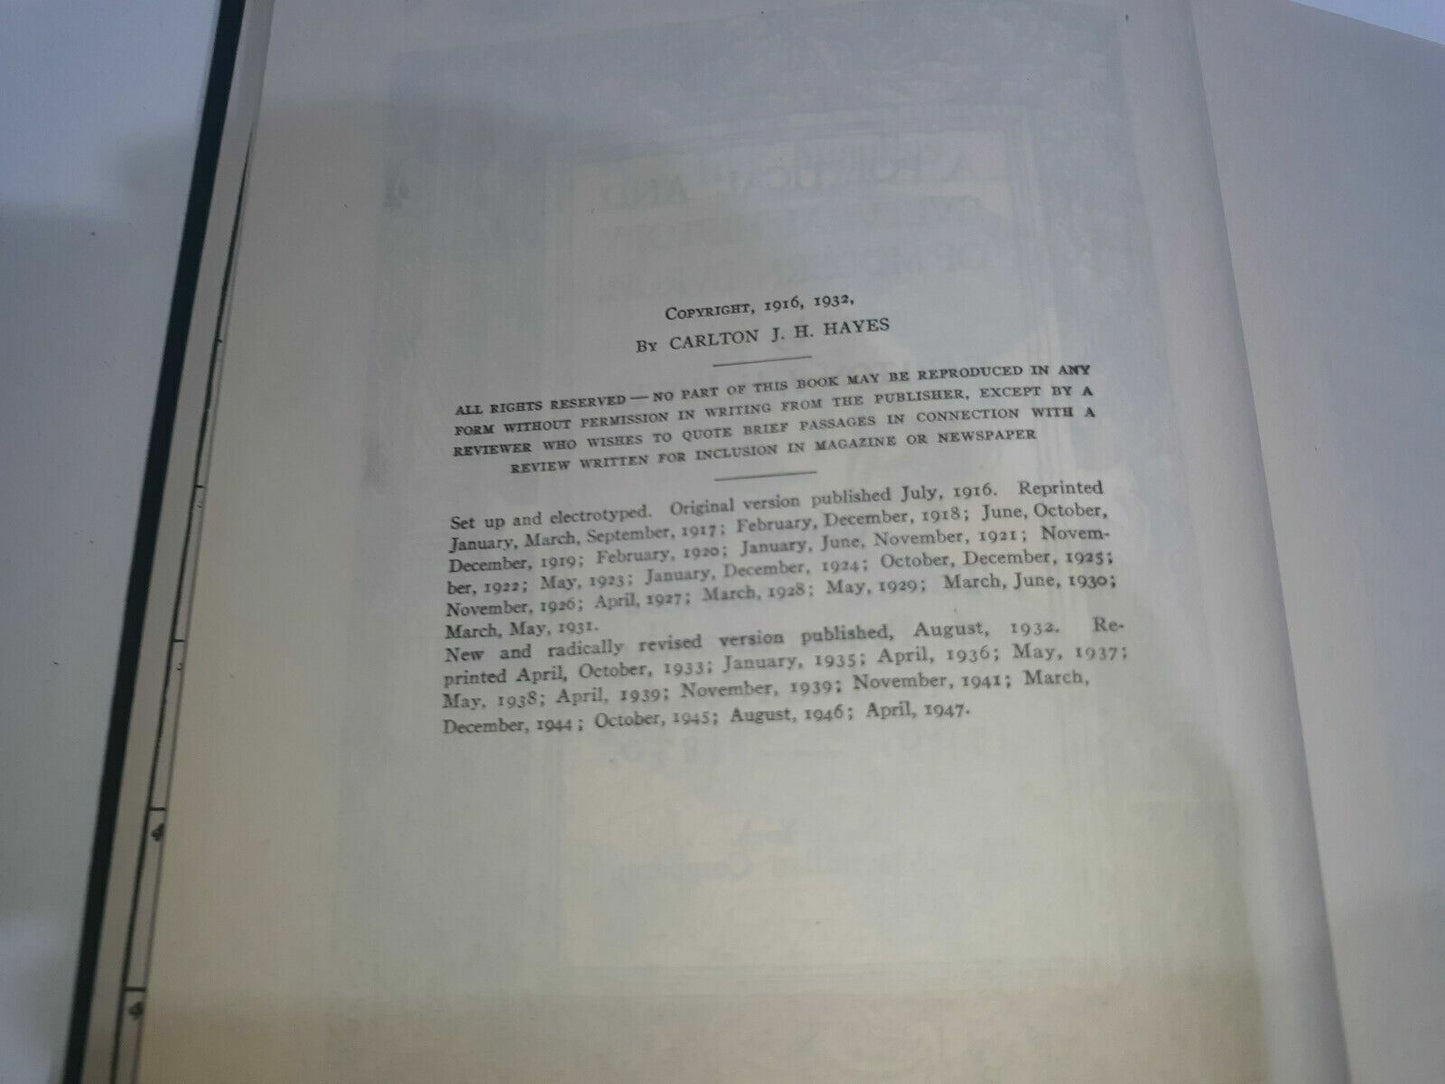 COPYRIGHT, 1916, 1932,
BY CARLTON J. H. HAYES
ALL RIGHTS RESERVED — NO PART OF THIS BOOK MAY BE REPRODUCED IN ANY
FORM WITHOUT PERMISSION IN WRITING FROM THE PUBLISHER, EXCEPT BY A
REVIEWER WHO WISHES TO QUOTE BRIEF PASSAGES IN CONNECTION WITH A
REVIEW WRITTEN FOR INCLUSION IN MAGAZINE OR NEWSPAPER
Set up and electrotyped. Original version published July, 1916. Reprinted
January, March, September, 1917; February, December, 1918; June, October,
December, 1919; February, 1920; January, June, November, 1921; Novem-
ber, 1922; May, 1923; January, December, 1924; October, December, 1925;
November, 1926; April, 1927; March, 1928; May, 1929; March, June, 1930;
March, May, 1931.
New and radically revised version published, August, 1932. Re-
printed April, October, 1933; January, 1935; April, 1936; May, 1937;
May, 1938; April, 1939; November, 1939; November, 1941; March,
December, 1944; October, 1945; August, 1946; April, 1947.